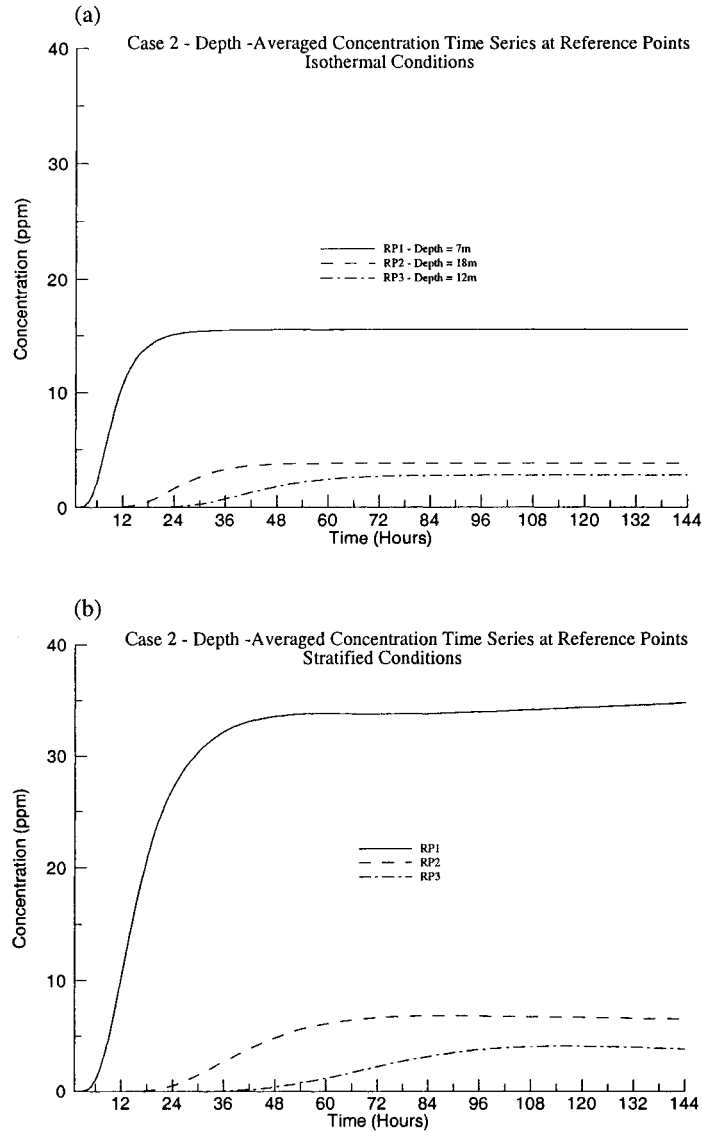 (a)
Case 2 - Depth -Averaged Concentration Time Series at Reference Points
Isothermal Conditions
40
30
20
10
0
Concentration (ppm)
RP1 - Depth = 7m
RP2 - Depth = 18m
RP3 - Depth = 12m
12 24 36 48 60 72 84 96 108 120 132 144
Time (Hours)
(b)
Case 2 - Depth -Averaged Concentration Time Series at Reference Points
Stratified Conditions
40
30
20
10
0
Concentration (ppm)
RP1
RP2
RP3
12 24 36 48 60 72 84 96 108 120 132 144
Time (Hours)